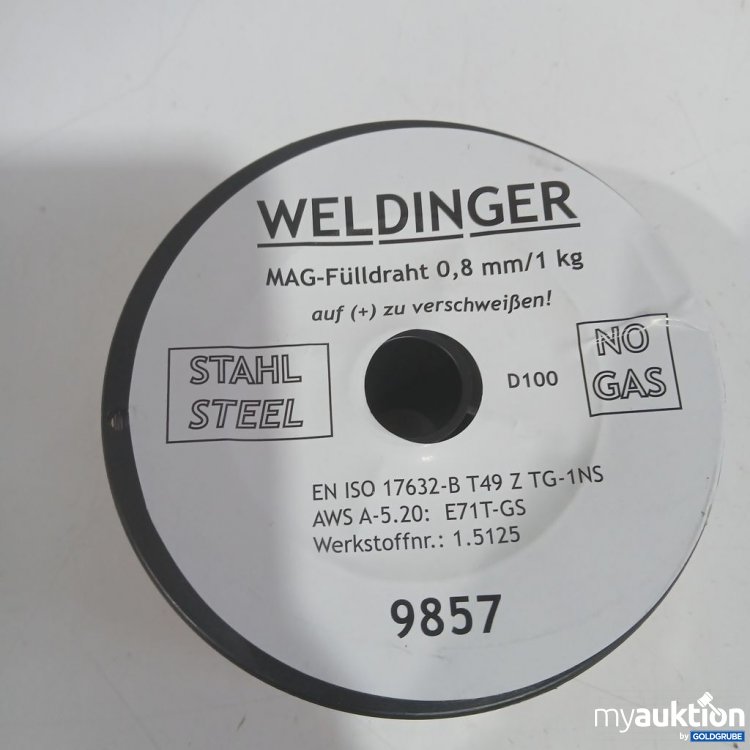 WELDINGER
MAG-Fülldraht 0,8 mm/1 kg
auf (+) zu verschweißen!
STAHL
STEEL
D100
NO
GAS
EN ISO 17632-B T49 Z TG-1NS
AWS A-5.20: E71T-GS
Werkstoffnr.: 1.5125
9857
myauktion
by GOLDGRUBE